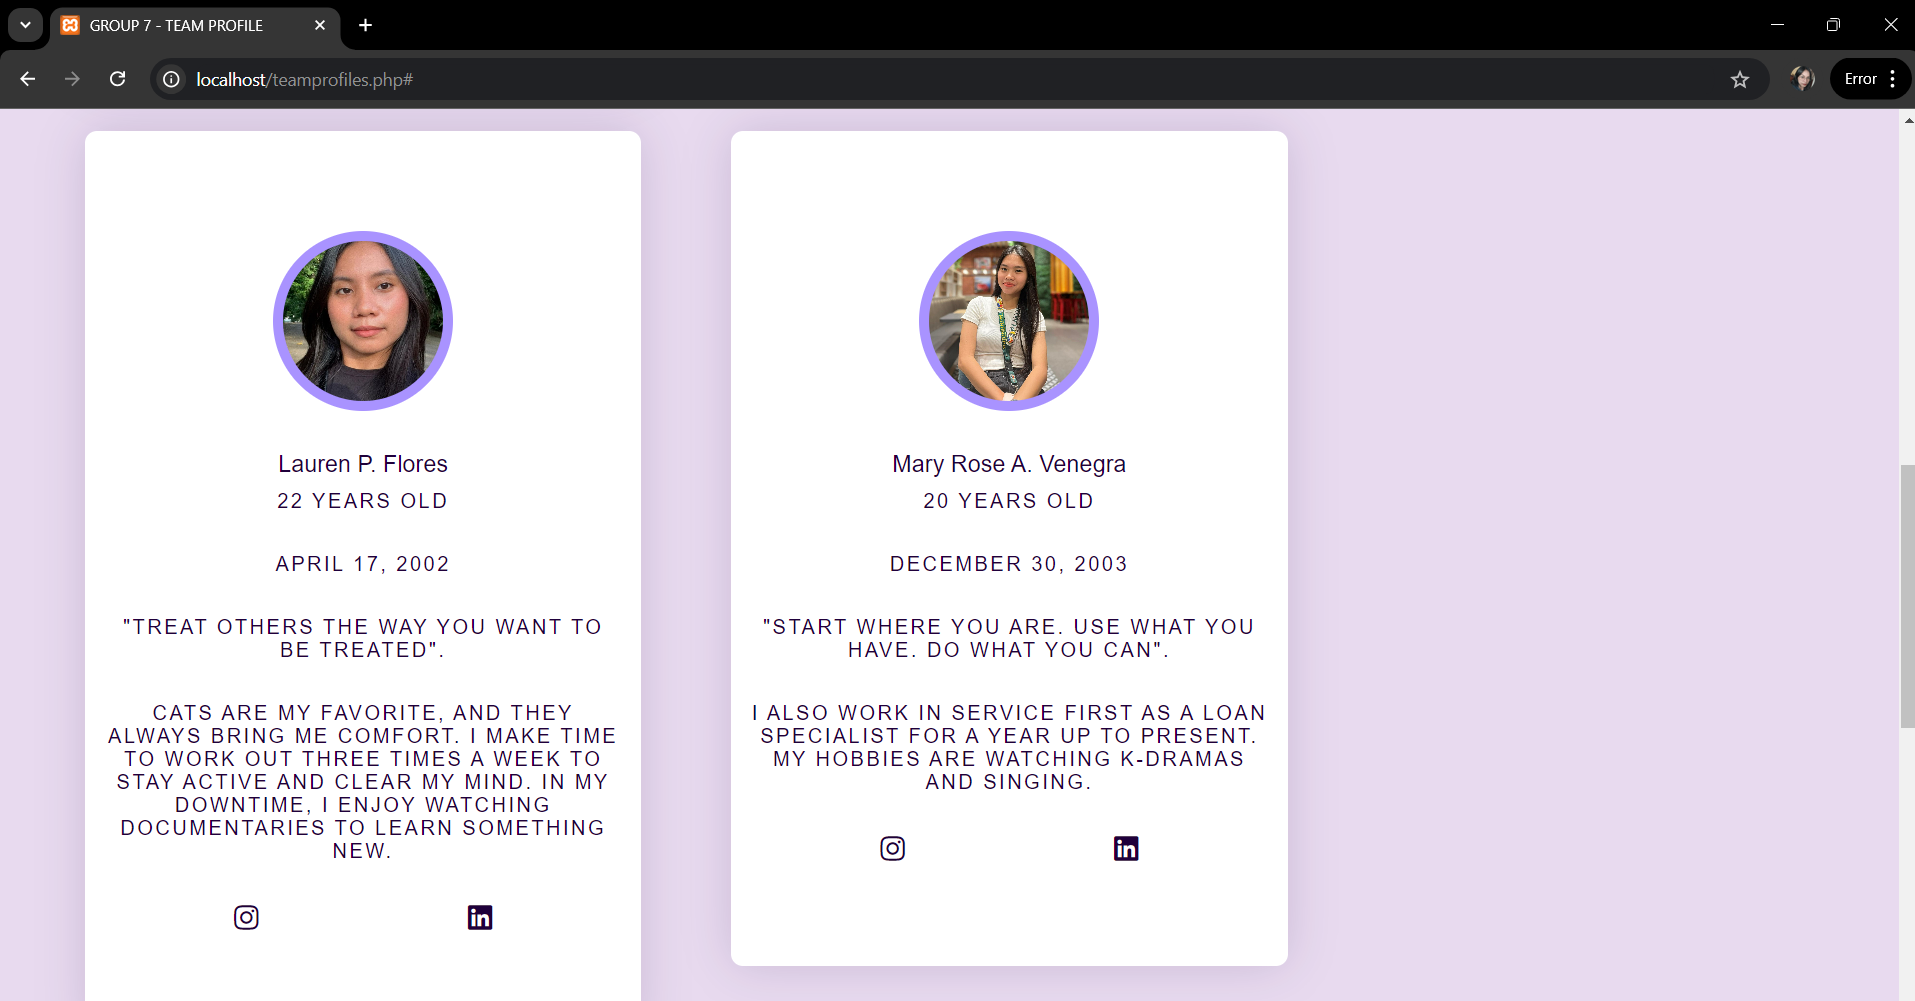 GROUP 7 - TEAM PROFILE
localhost/teamprofiles.php#
Error
Lauren P. Flores
22 YEARS OLD
APRIL 17, 2002
"TREAT OTHERS THE WAY YOU WANT TO
BE TREATED".
CATS ARE MY FAVORITE, AND THEY
ALWAYS BRING ME COMFORT. I MAKE TIME
TO WORK OUT THREE TIMES A WEEK TO
STAY ACTIVE AND CLEAR MY MIND. IN MY
DOWNTIME, I ENJOY WATCHING
DOCUMENTARIES TO LEARN SOMETHING
NEW.
in
Mary Rose A. Venegra
20 YEARS OLD
DECEMBER 30, 2003
"START WHERE YOU ARE. USE WHAT YOU
HAVE. DO WHAT YOU CAN".
I ALSO WORK IN SERVICE FIRST AS A LOAN
SPECIALIST FOR A YEAR UP TO PRESENT.
MY HOBBIES ARE WATCHING K-DRAMAS
AND SINGING.
in